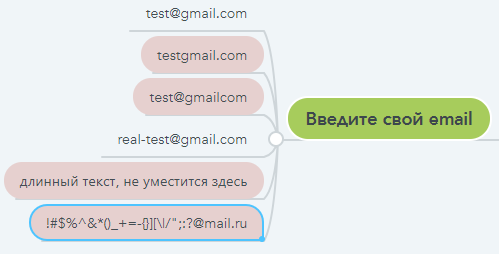 test@gmail.com
testgmail.com
test@gmailcom
Введите свой email
real-test@gmail.com
длинный текст, не уместится здесь
!#$%^&*()_+=-{}][\|/";;?@mail.ru